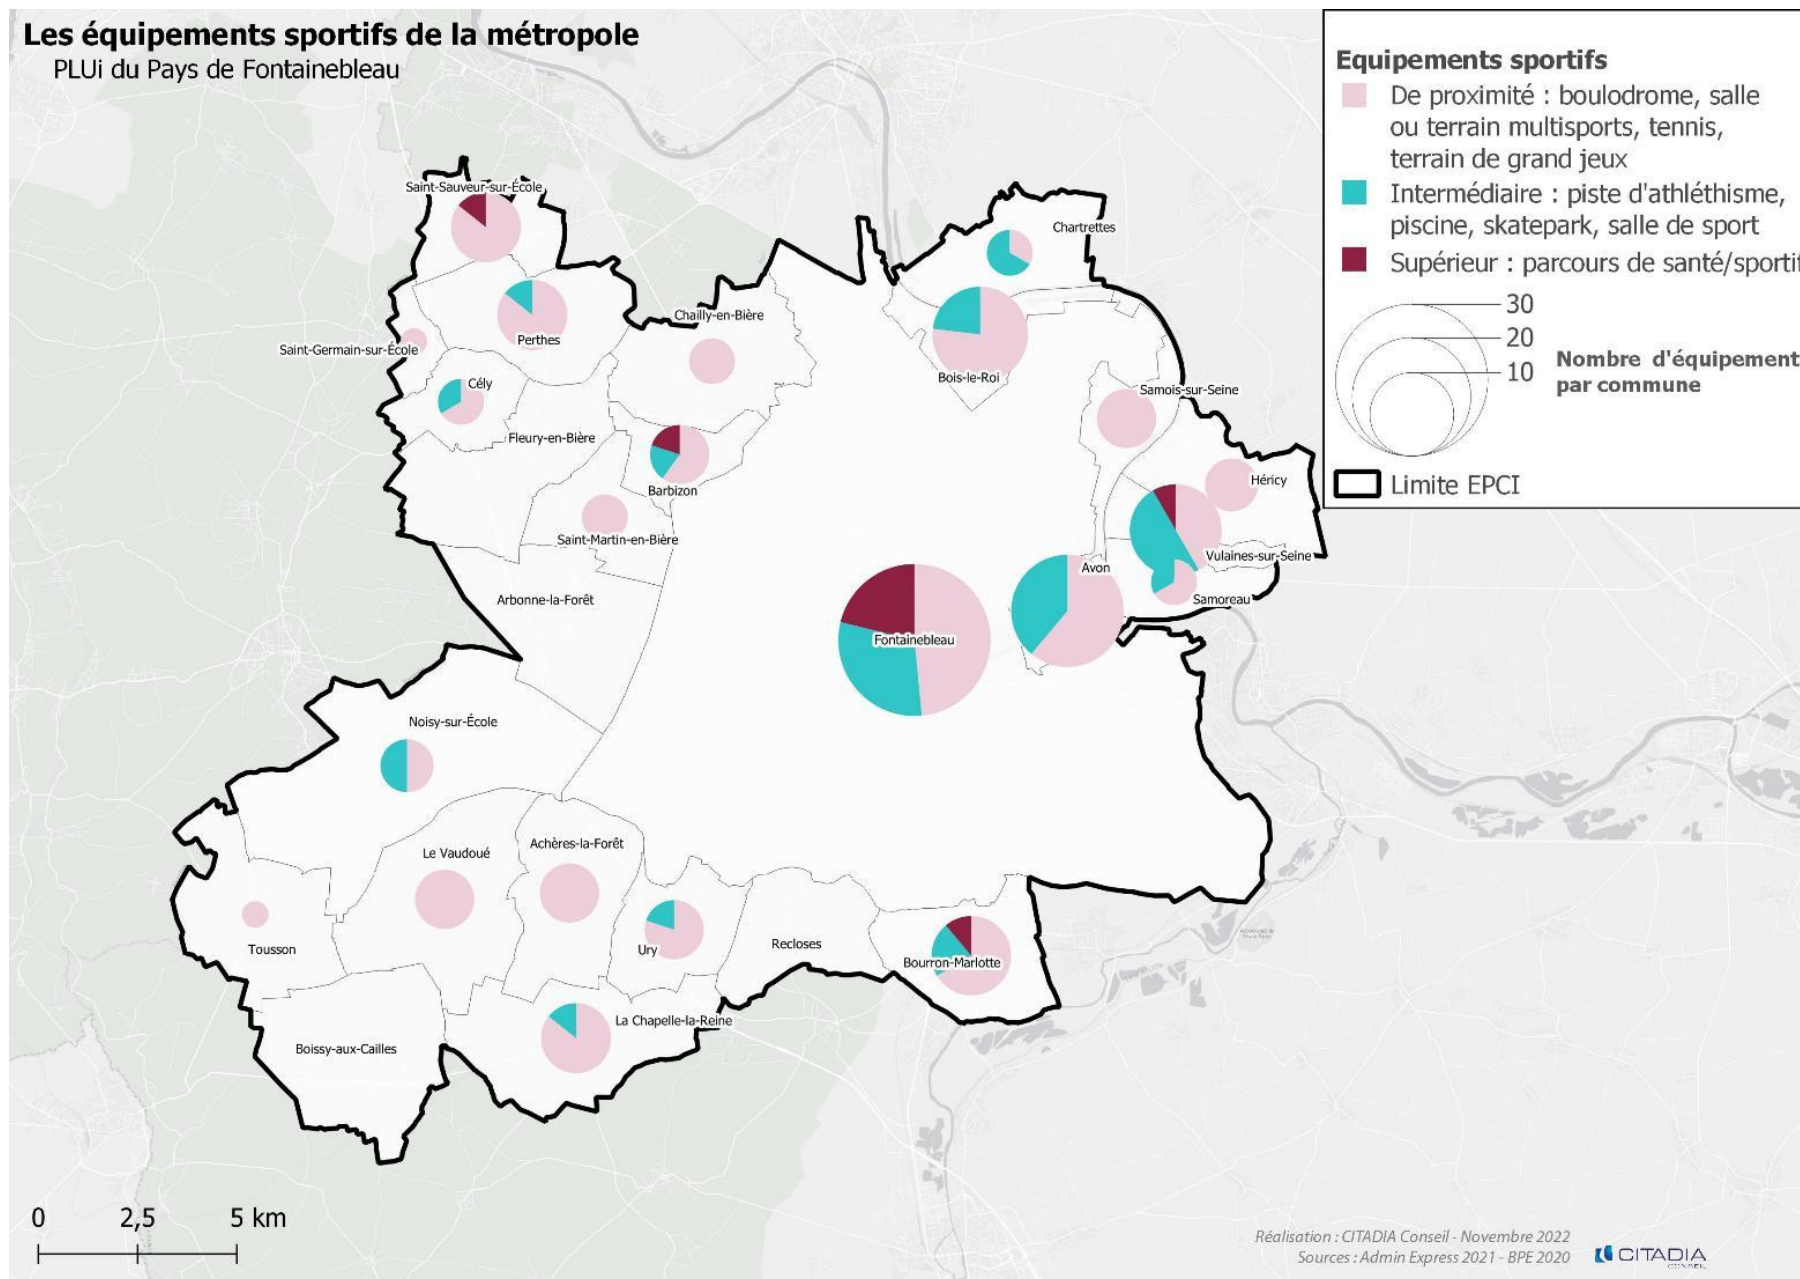 Les équipements sportifs de la métropole
PLUi du Pays de Fontainebleau
Equipements sportifs
De proximité : boulodrome, salle
ou terrain multisports, tennis,
terrain de grand jeux
Intermédiaire : piste d'athléthisme,
piscine, skatepark, salle de sport
Supérieur : parcours de santé/sportif
30
20
10
Nombre d'équipement
par commune
Limite EPCI
Saint-Sauveur-sur-École
Chartrettes
Chailly-en-Bière
Perthes
Saint-Germain-sur-École
Bois-le-Roi
Cély
Samois-sur-Seine
Fleury-en-Bière
Héricy
Barbizon
Saint-Martin-en-Bière
Vulaines-sur-Seine
Avon
Samoreau
Arbonne-la-Forêt
Fontainebleau
Noisy-sur-École
Achères-la-Forêt
Le Vaudoué
Tousson
Ury
Recloses
Bourron-Marlotte
La Chapelle-la-Reine
Boissy-aux-Cailles
0 2,5 5 km
Réalisation : CITADIA Conseil - Novembre 2022
Sources : Admin Express 2021 - BPE 2020
CITADIA
CONSEIL